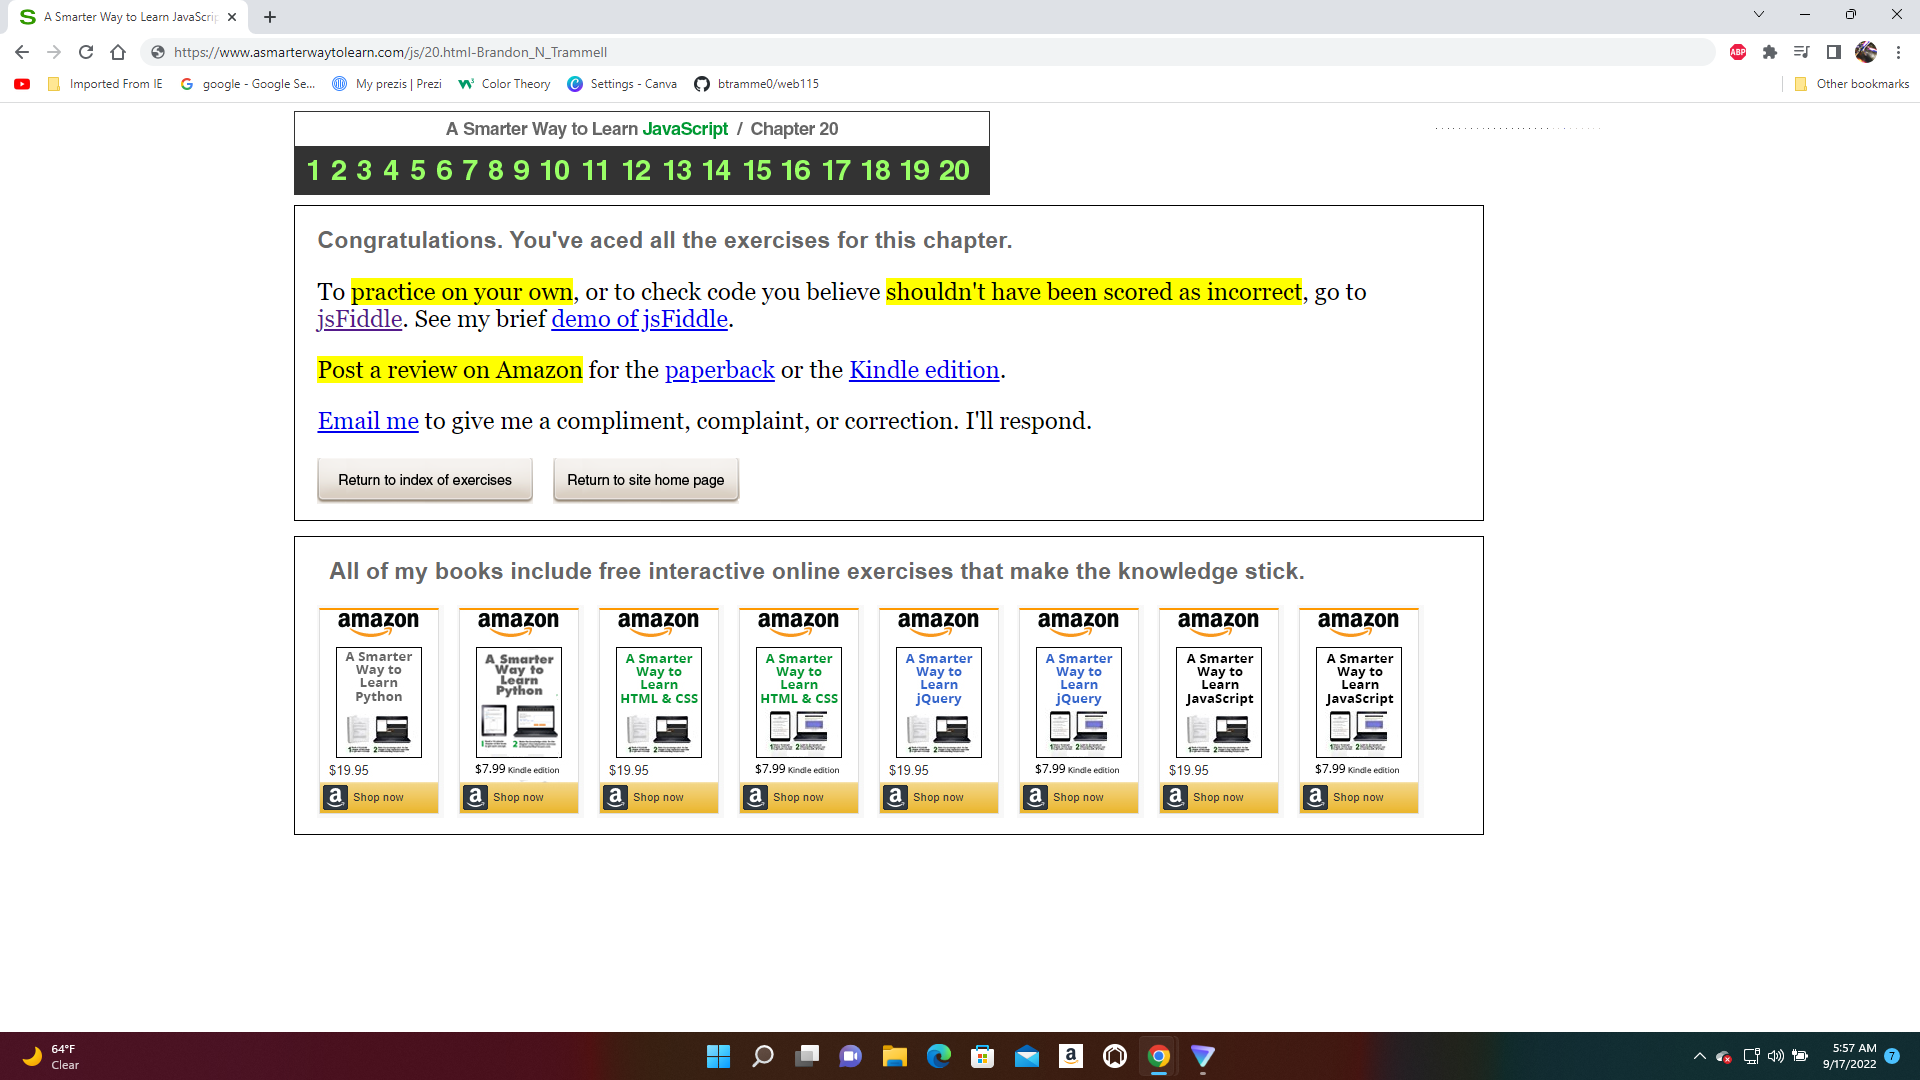 A Smarter Way to Learn JavaScrip
https://www.asmarterwaytolearn.com/js/20.html-Brandon_N_Trammell
ABP
Imported From IE google - Google Se... My prezis | Prezi Color Theory Settings - Canva btramme0/web115 Other bookmarks
A Smarter Way to Learn JavaScript / Chapter 20
1 2 3 4 5 6 7 8 9 10 11 12 13 14 15 16 17 18 19 20
Congratulations. You've aced all the exercises for this chapter.
To practice on your own, or to check code you believe shouldn't have been scored as incorrect, go to
jsFiddle. See my brief demo of jsFiddle.
Post a review on Amazon for the paperback or the Kindle edition.
Email me to give me a compliment, complaint, or correction. I'll respond.
Return to index of exercises Return to site home page
All of my books include free interactive online exercises that make the knowledge stick.
amazon amazon amazon amazon amazon amazon amazon amazon
A Smarter A Smarter A Smarter A Smarter A Smarter A Smarter A Smarter A Smarter
Way to Way to Way to Way to Way to Way to Way to Way to
Learn Learn Learn Learn Learn Learn Learn Learn
Python Python HTML & CSS HTML & CSS jQuery jQuery JavaScript JavaScript
$19.95 $7.99 Kindle edition $19.95 $7.99 Kindle edition $19.95 $7.99 Kindle edition $19.95 $7.99 Kindle edition
a Shop now a Shop now a Shop now a Shop now a Shop now a Shop now a Shop now a Shop now
64°F
Clear
5:57 AM
9/17/2022
7